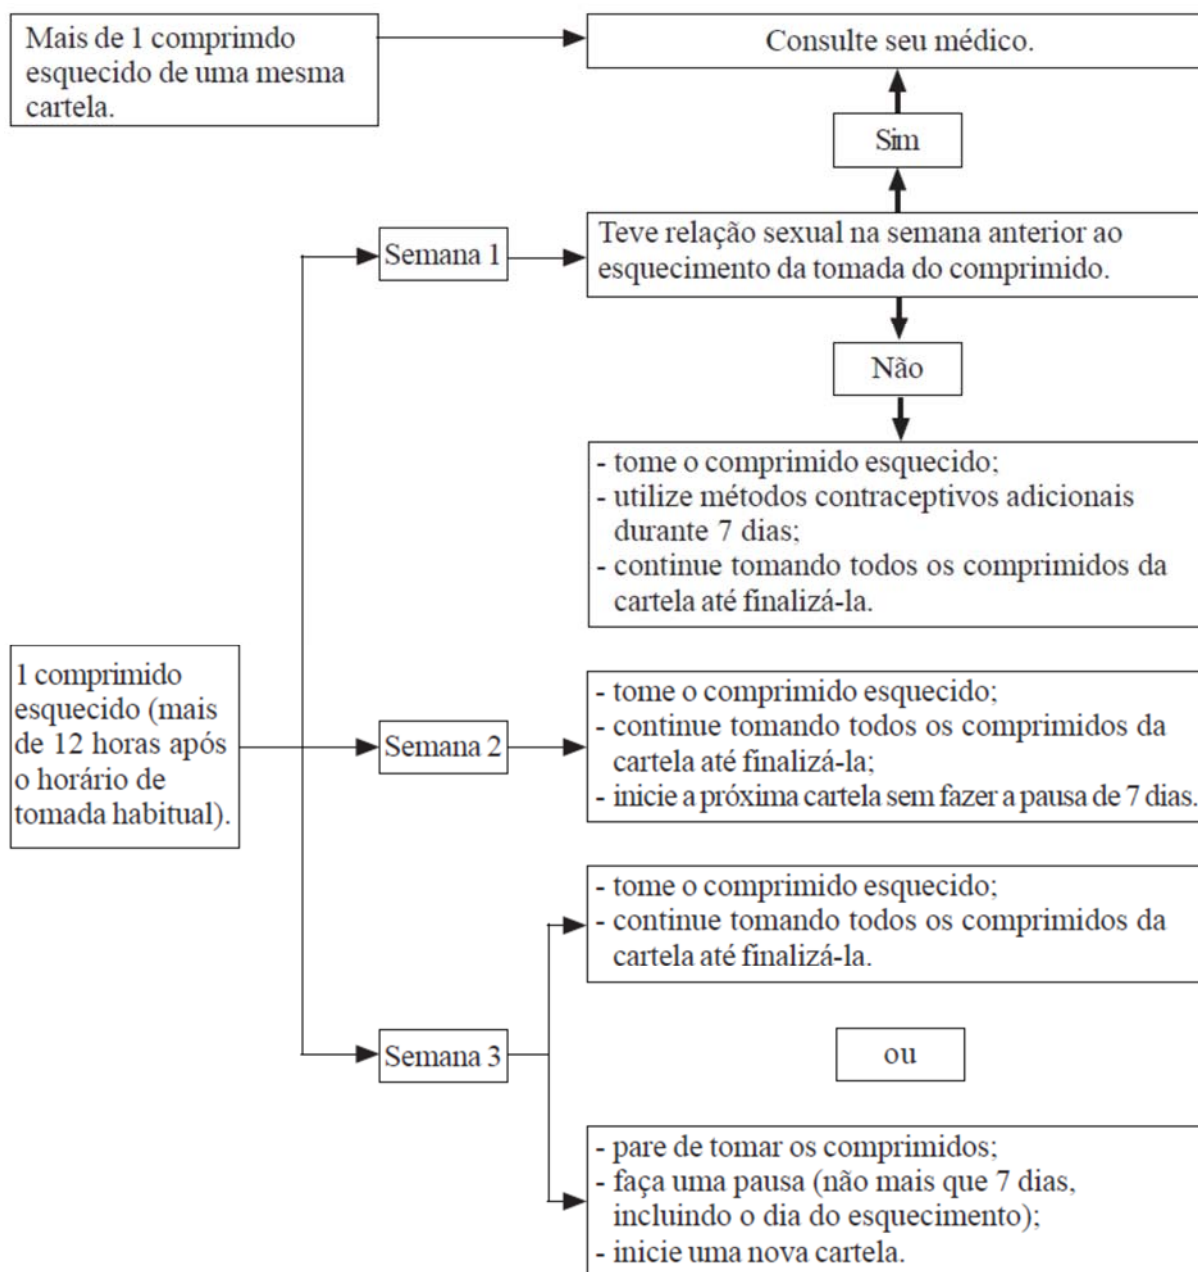 Mais de 1 comprimdo
esquecido de uma mesma
cartela.
Consulte seu médico.
Sim
Semana 1
Teve relação sexual na semana anterior ao
esquecimento da tomada do comprimido.
Não
- tome o comprimido esquecido;
- utilize métodos contraceptivos adicionais
durante 7 dias;
- continue tomando todos os comprimidos da
cartela até finalizá-la.
1 comprimido
esquecido (mais
de 12 horas após
o horário de
tomada habitual).
Semana 2
- tome o comprimido esquecido;
- continue tomando todos os comprimidos da
cartela até finalizá-la;
- inicie a próxima cartela sem fazer a pausa de 7 dias.
Semana 3
- tome o comprimido esquecido;
- continue tomando todos os comprimidos da
cartela até finalizá-la.
ou
- pare de tomar os comprimidos;
- faça uma pausa (não mais que 7 dias,
incluindo o dia do esquecimento);
- inicie uma nova cartela.